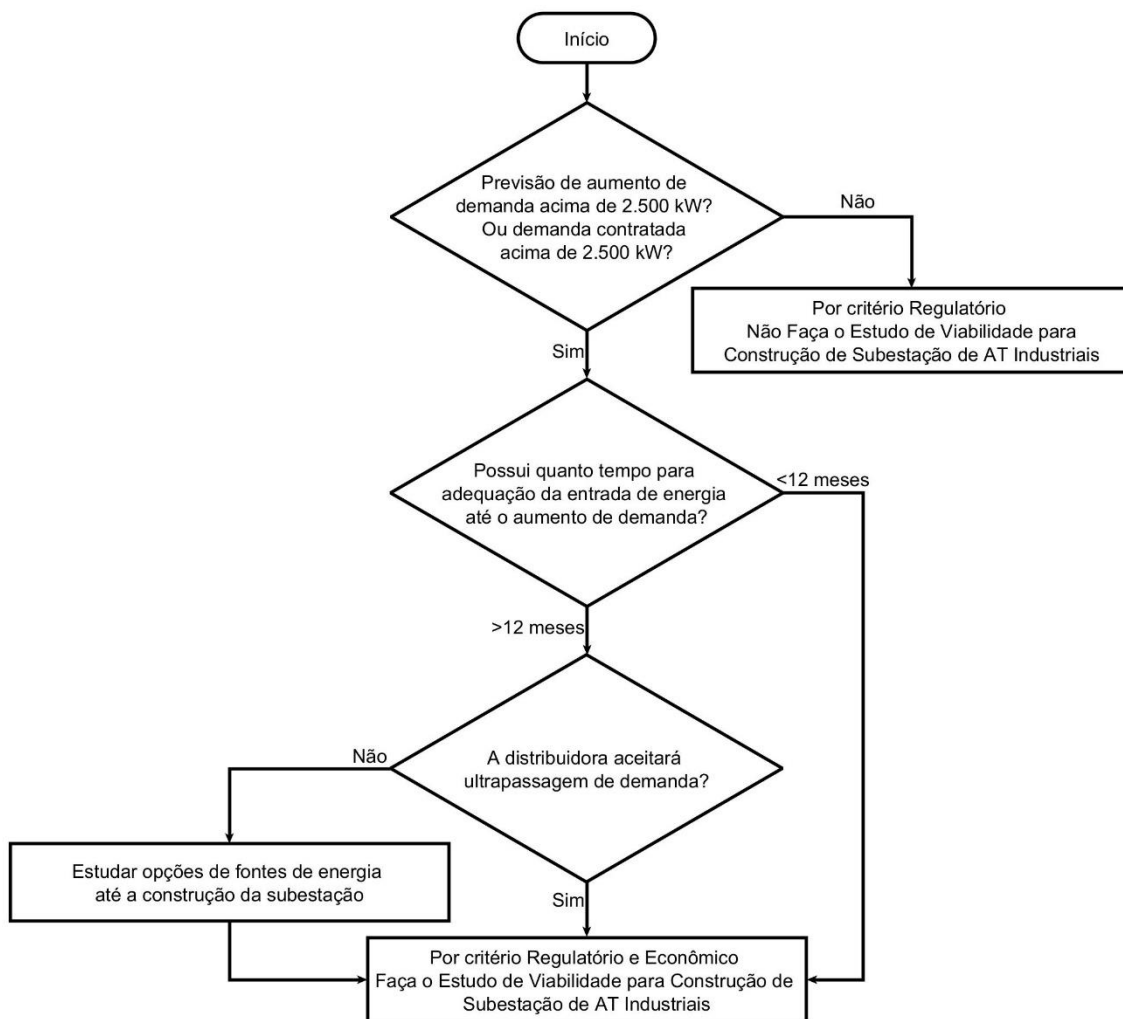 Início
Previsão de aumento de
demanda acima de 2.500 kW?
Ou demanda contratada
acima de 2.500 kW?
Não
Por critério Regulatório
Não Faça o Estudo de Viabilidade para
Construção de Subestação de AT Industriais
Sim
Possui quanto tempo para
adequação da entrada de energia
até o aumento de demanda?
<12 meses
>12 meses
A distribuidora aceitará
ultrapassagem de demanda?
Não
Estudar opções de fontes de energia
até a construção da subestação
Sim
Por critério Regulatório e Econômico
Faça o Estudo de Viabilidade para Construção de
Subestação de AT Industriais